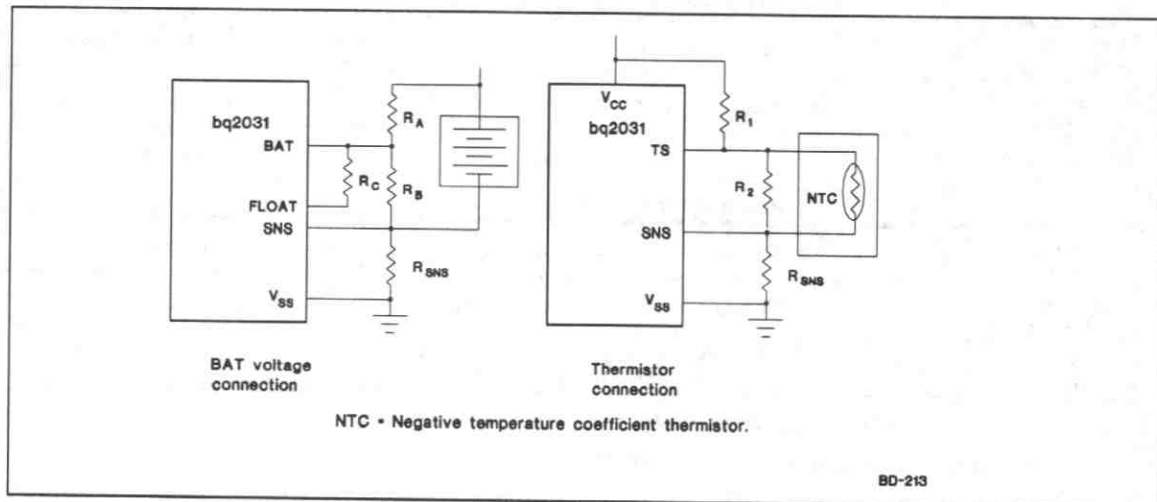 bq2031
BAT
FLOAT
SNS
VSS
RA
RB
RC
RSNS
BAT voltage
connection
VCC
bq2031
TS
SNS
VSS
R1
R2
NTC
RSNS
Thermistor
connection
NTC = Negative temperature coefficient thermistor.
BD-213